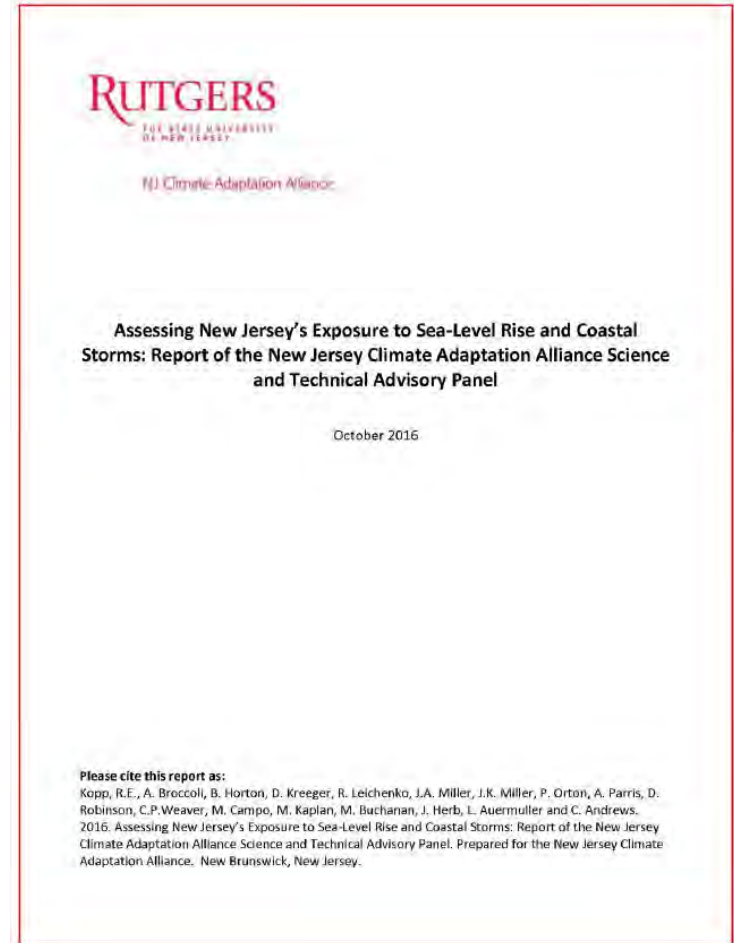 RUTGERS
THE STATE UNIVERSITY
OF NEW JERSEY
NJ Climate Adaptation Alliance
Assessing New Jersey's Exposure to Sea-Level Rise and Coastal
Storms: Report of the New Jersey Climate Adaptation Alliance Science
and Technical Advisory Panel
October 2016
Please cite this report as:
Kopp, R.E., A. Broccoli, B. Horton, D. Kreeger, R. Leichenko, J.A. Miller, J.K. Miller, P. Orton, A. Parris, D.
Robinson, C.P.Weaver, M. Campo, M. Kaplan, M. Buchanan, J. Herb, L. Auermuller and C. Andrews.
2016. Assessing New Jersey's Exposure to Sea-Level Rise and Coastal Storms: Report of the New Jersey
Climate Adaptation Alliance Science and Technical Advisory Panel. Prepared for the New Jersey Climate
Adaptation Alliance. New Brunswick, New Jersey.